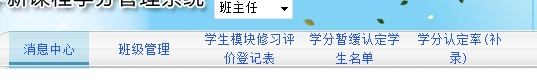 新课程学分管理系统
班主任
消息中心
班级管理
学生模块修习评
价登记表
学分暂缓认定学
生名单
学分认定率(补
录)